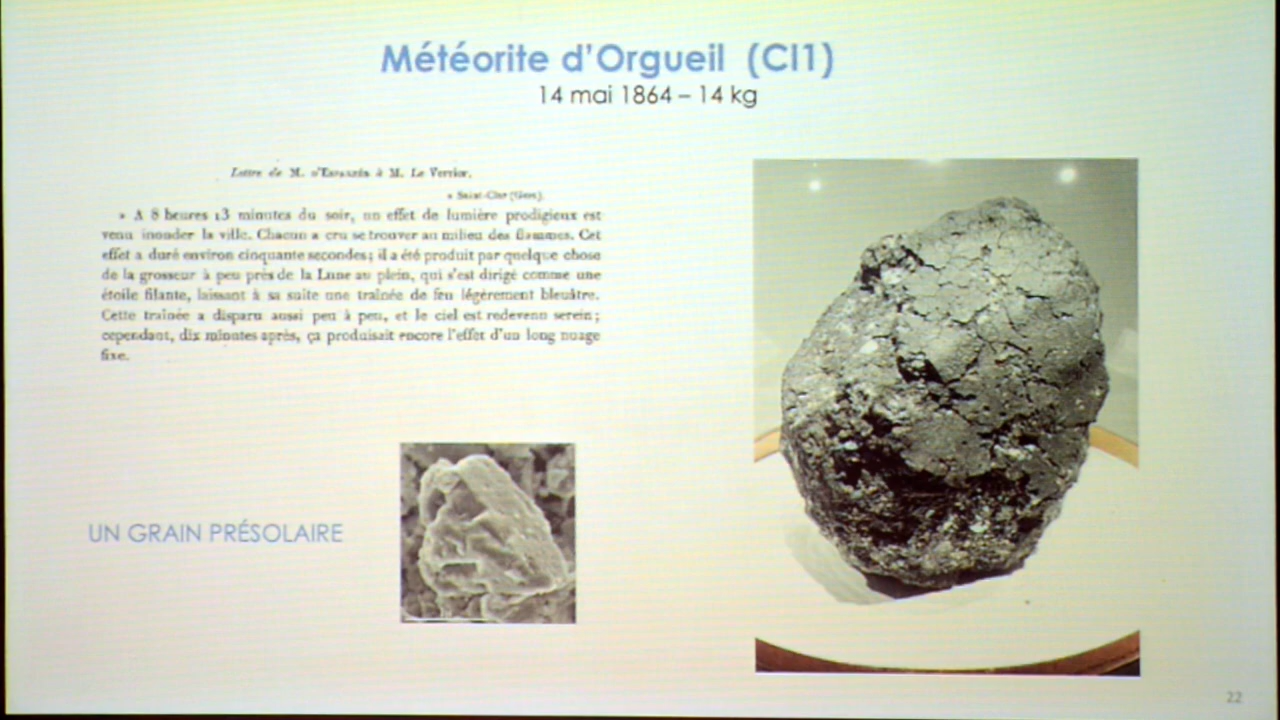 Météorite d'Orgueil (CI1)
14 mai 1864 – 14 kg
Lettre de M. d'Esparzès à M. Le Verrier.
« Saint-Clar (Gers).
» A 8 heures 13 minutes du soir, un effet de lumière prodigieux est
venu inonder la ville. Chacun a cru se trouver au milieu des flammes. Cet
effet a duré environ cinquante secondes; il a été produit par quelque chose
de la grosseur à peu près de la Lune au plein, qui s'est dirigé comme une
étoile filante, laissant à sa suite une traînée de feu légèrement bleuâtre.
Cette traînée a disparu aussi peu à peu, et le ciel est redevenu serein;
cependant, dix minutes après, ça produisait encore l'effet d'un long nuage
fixe.
UN GRAIN PRÉSOLAIRE
22